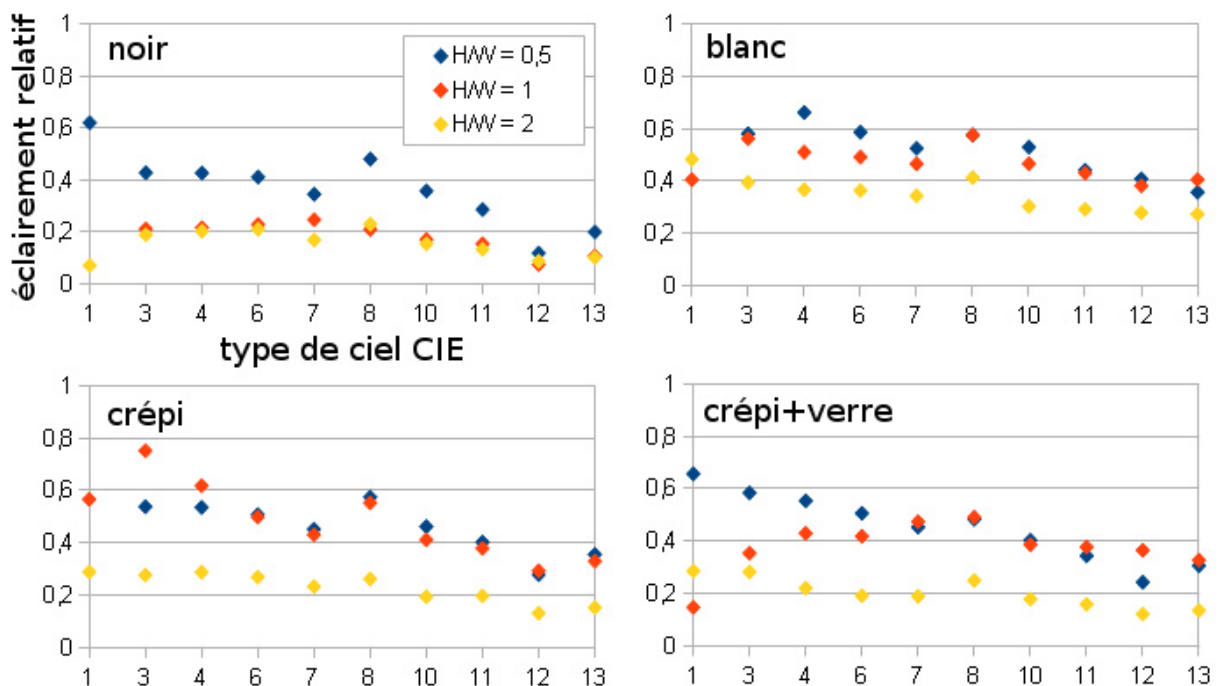 éclairement relatif
1
0,8
0,6
0,4
0,2
0
noir
H/W = 0,5
H/W = 1
H/W = 2
1 3 4 6 7 8 10 11 12 13
type de ciel CIE
1
0,8
0,6
0,4
0,2
0
blanc
1 3 4 6 7 8 10 11 12 13
1
0,8
0,6
0,4
0,2
0
crépi
1 3 4 6 7 8 10 11 12 13
1
0,8
0,6
0,4
0,2
0
crépi+verre
1 3 4 6 7 8 10 11 12 13